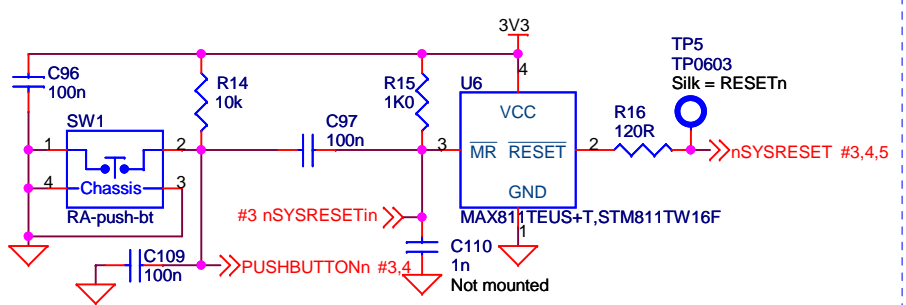 3V3
TP5
TP0603
Silk = RESETn
C96
100n
R14
10k
R15
1K0
U6
4
VCC
R16
120R
SW1
C97
100n
1
2
3
MR RESET
2
nSYSRESET #3,4,5
4
Chassis
3
GND
RA-push-bt
#3 nSYSRESETin
MAX811TEUS+T,STM811TW16F
1
C109
100n
PUSHBUTTONn #3,4
C110
1n
Not mounted